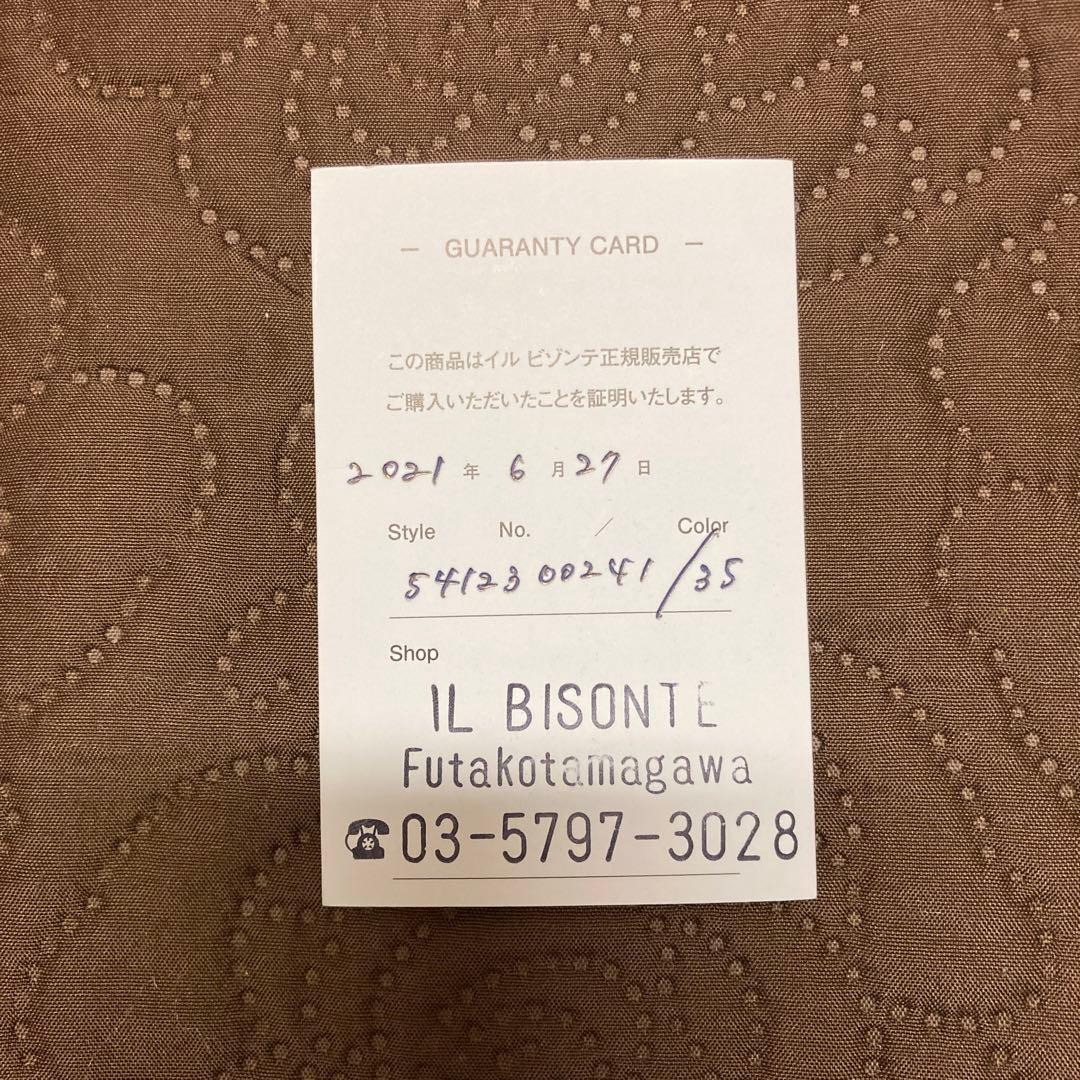 — GUARANTY CARD —
この商品はイル ビゾンテ正規販売店で
ご購入いただいたことを証明いたします。
2021 年 6 月 27 日
Style No. / Color
54123 00241 / 35
Shop
IL BISONTE
Futakotamagawa
☎03-5797-3028